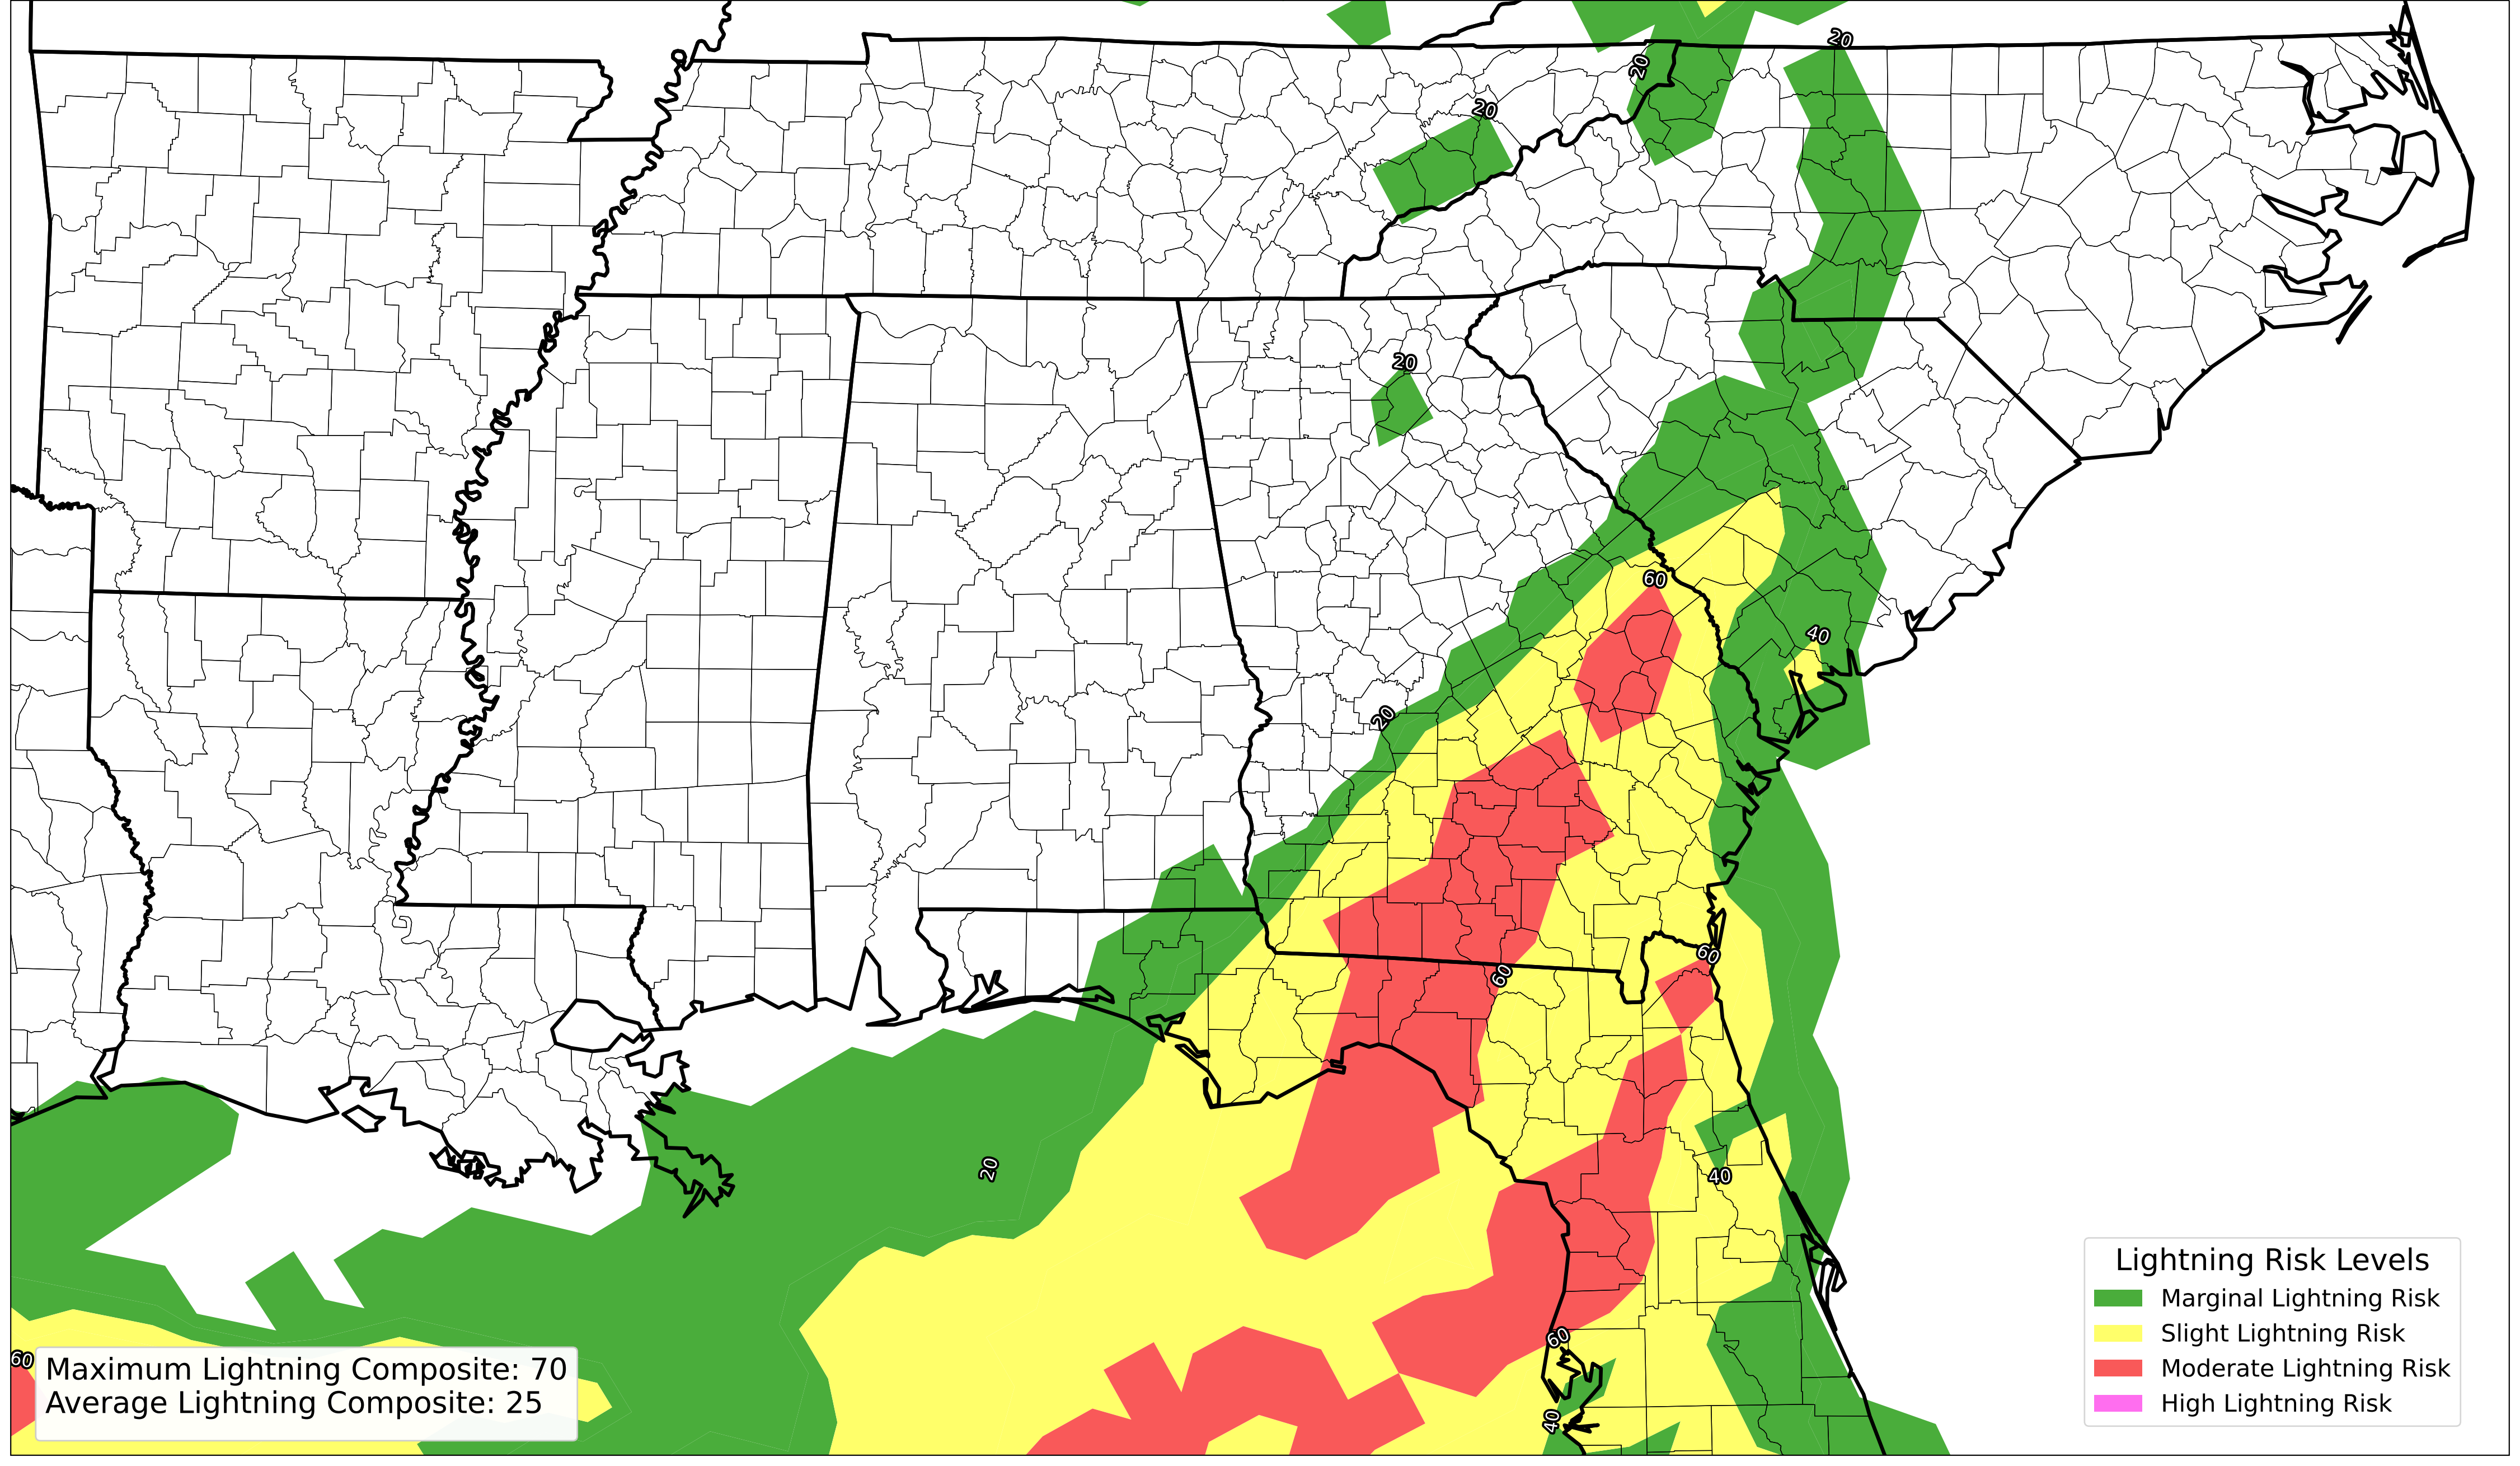 20
20
20
20
60
40
20
60
60
20
40
60
60
40
Maximum Lightning Composite: 70
Average Lightning Composite: 25
Lightning Risk Levels
Marginal Lightning Risk
Slight Lightning Risk
Moderate Lightning Risk
High Lightning Risk